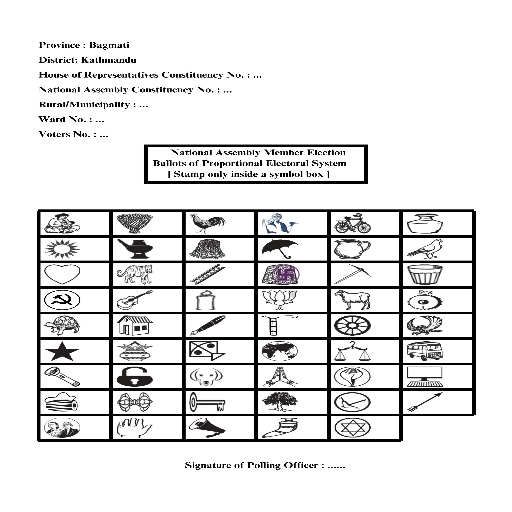 Province : Bagmati
District: Kathmandu
House of Representatives Constituency No. : ...
National Assembly Constituency No. : ...
Rural/Municipality : ...
Ward No. : ...
Voters No. : ...
National Assembly Member Election
Ballots of Proportional Electoral System
[ Stamp only inside a symbol box ]
Signature of Polling Officer : ......